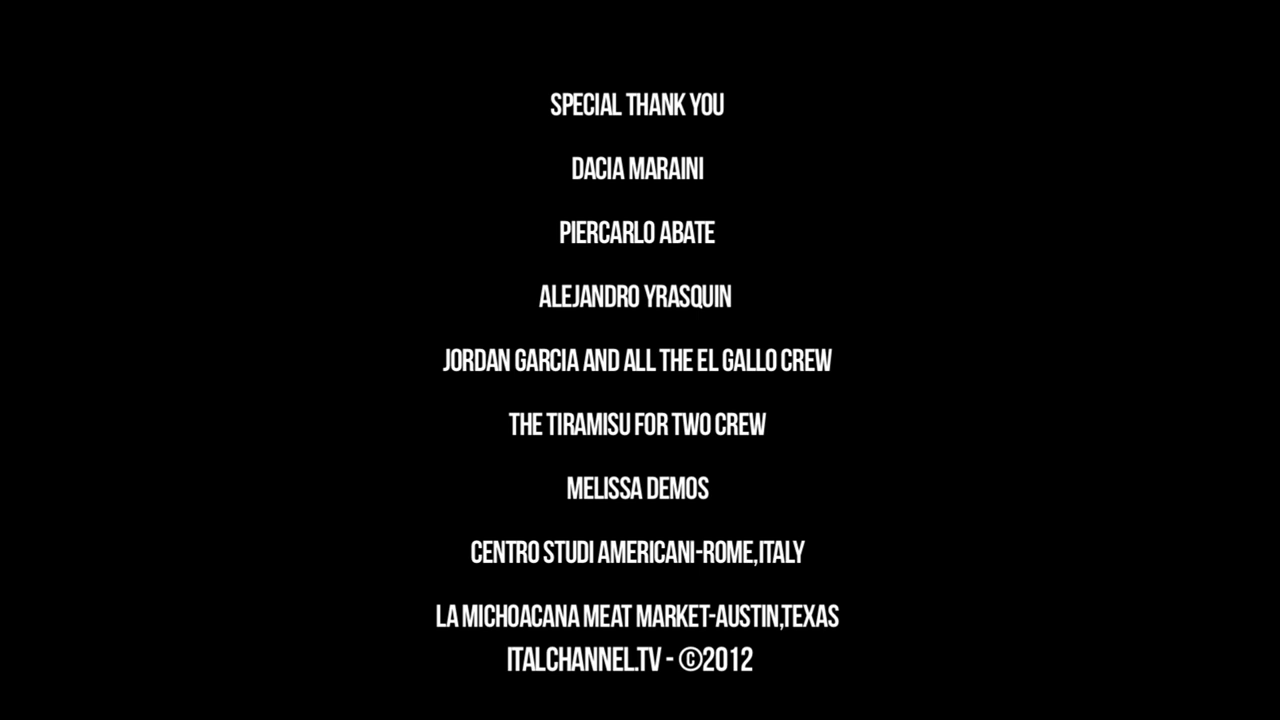 SPECIAL THANK YOU
DACIA MARAINI
PIERCARLO ABATE
ALEJANDRO YRASQUIN
JORDAN GARCIA AND ALL THE EL GALLO CREW
THE TIRAMISU FOR TWO CREW
MELISSA DEMOS
CENTRO STUDI AMERICANI-ROME,ITALY
LA MICHOACANA MEAT MARKET-AUSTIN,TEXAS
ITALCHANNEL.TV - ©2012